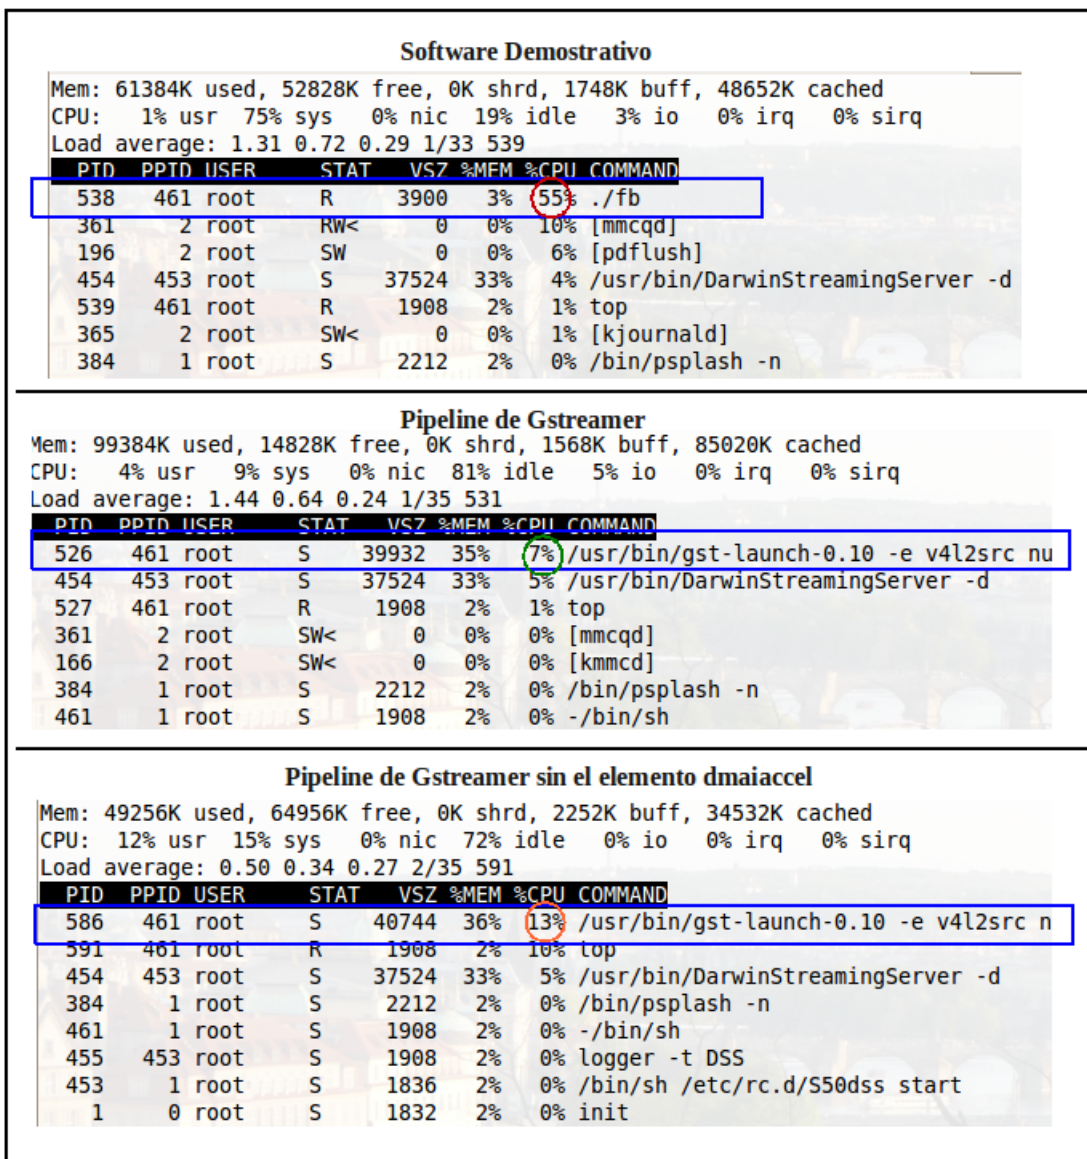 Software Demostrativo
Mem: 61384K used, 52828K free, 0K shrd, 1748K buff, 48652K cached
CPU:   1% usr  75% sys   0% nic  19% idle   3% io   0% irq   0% sirq
Load average: 1.31 0.72 0.29 1/33 539
PID  PPID USER     STAT   VSZ %MEM %CPU COMMAND
538   461 root     R     3900   3%  55% ./fb
361     2 root     RW<      0   0%  10% [mmcqd]
196     2 root     SW       0   0%   6% [pdflush]
454   453 root     S    37524  33%   4% /usr/bin/DarwinStreamingServer -d
539   461 root     R     1908   2%   1% top
365     2 root     SW<      0   0%   1% [kjournald]
384     1 root     S     2212   2%   0% /bin/psplash -n
Pipeline de Gstreamer
Mem: 99384K used, 14828K free, 0K shrd, 1568K buff, 85020K cached
CPU:   4% usr   9% sys   0% nic  81% idle   5% io   0% irq   0% sirq
Load average: 1.44 0.64 0.24 1/35 531
PID  PPID USER     STAT   VSZ %MEM %CPU COMMAND
526   461 root     S    39932  35%   7% /usr/bin/gst-launch-0.10 -e v4l2src nu
454   453 root     S    37524  33%   5% /usr/bin/DarwinStreamingServer -d
527   461 root     R     1908   2%   1% top
361     2 root     SW<      0   0%   0% [mmcqd]
166     2 root     SW<      0   0%   0% [kmmcd]
384     1 root     S     2212   2%   0% /bin/psplash -n
461     1 root     S     1908   2%   0% -/bin/sh
Pipeline de Gstreamer sin el elemento dmaiaccel
Mem: 49256K used, 64956K free, 0K shrd, 2252K buff, 34532K cached
CPU:  12% usr  15% sys   0% nic  72% idle   0% io   0% irq   0% sirq
Load average: 0.50 0.34 0.27 2/35 591
PID  PPID USER     STAT   VSZ %MEM %CPU COMMAND
586   461 root     S    40744  36%  13% /usr/bin/gst-launch-0.10 -e v4l2src n
591   461 root     R     1908   2%  10% top
454   453 root     S    37524  33%   5% /usr/bin/DarwinStreamingServer -d
384     1 root     S     2212   2%   0% /bin/psplash -n
461     1 root     S     1908   2%   0% -/bin/sh
455   453 root     S     1908   2%   0% logger -t DSS
453     1 root     S     1836   2%   0% /bin/sh /etc/rc.d/S50dss start
1     0 root     S     1832   2%   0% init